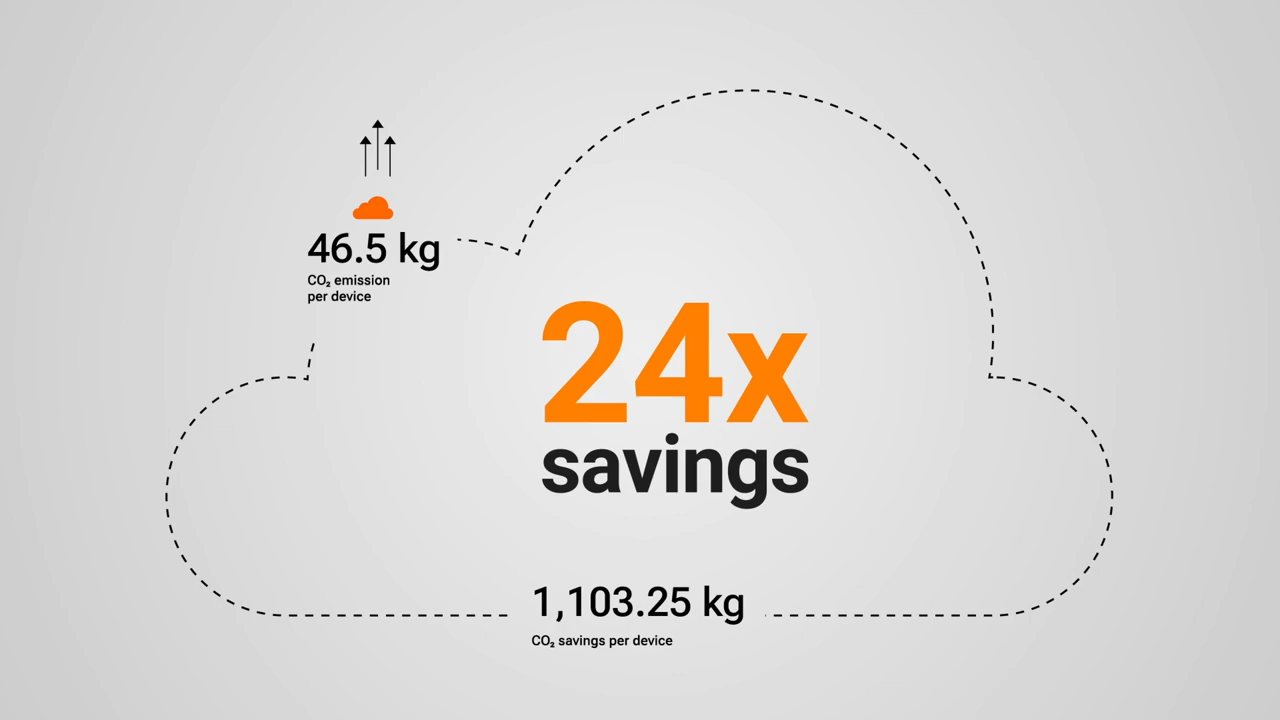 46.5 kg
CO₂ emission
per device
24x
savings
1,103.25 kg
CO₂ savings per device